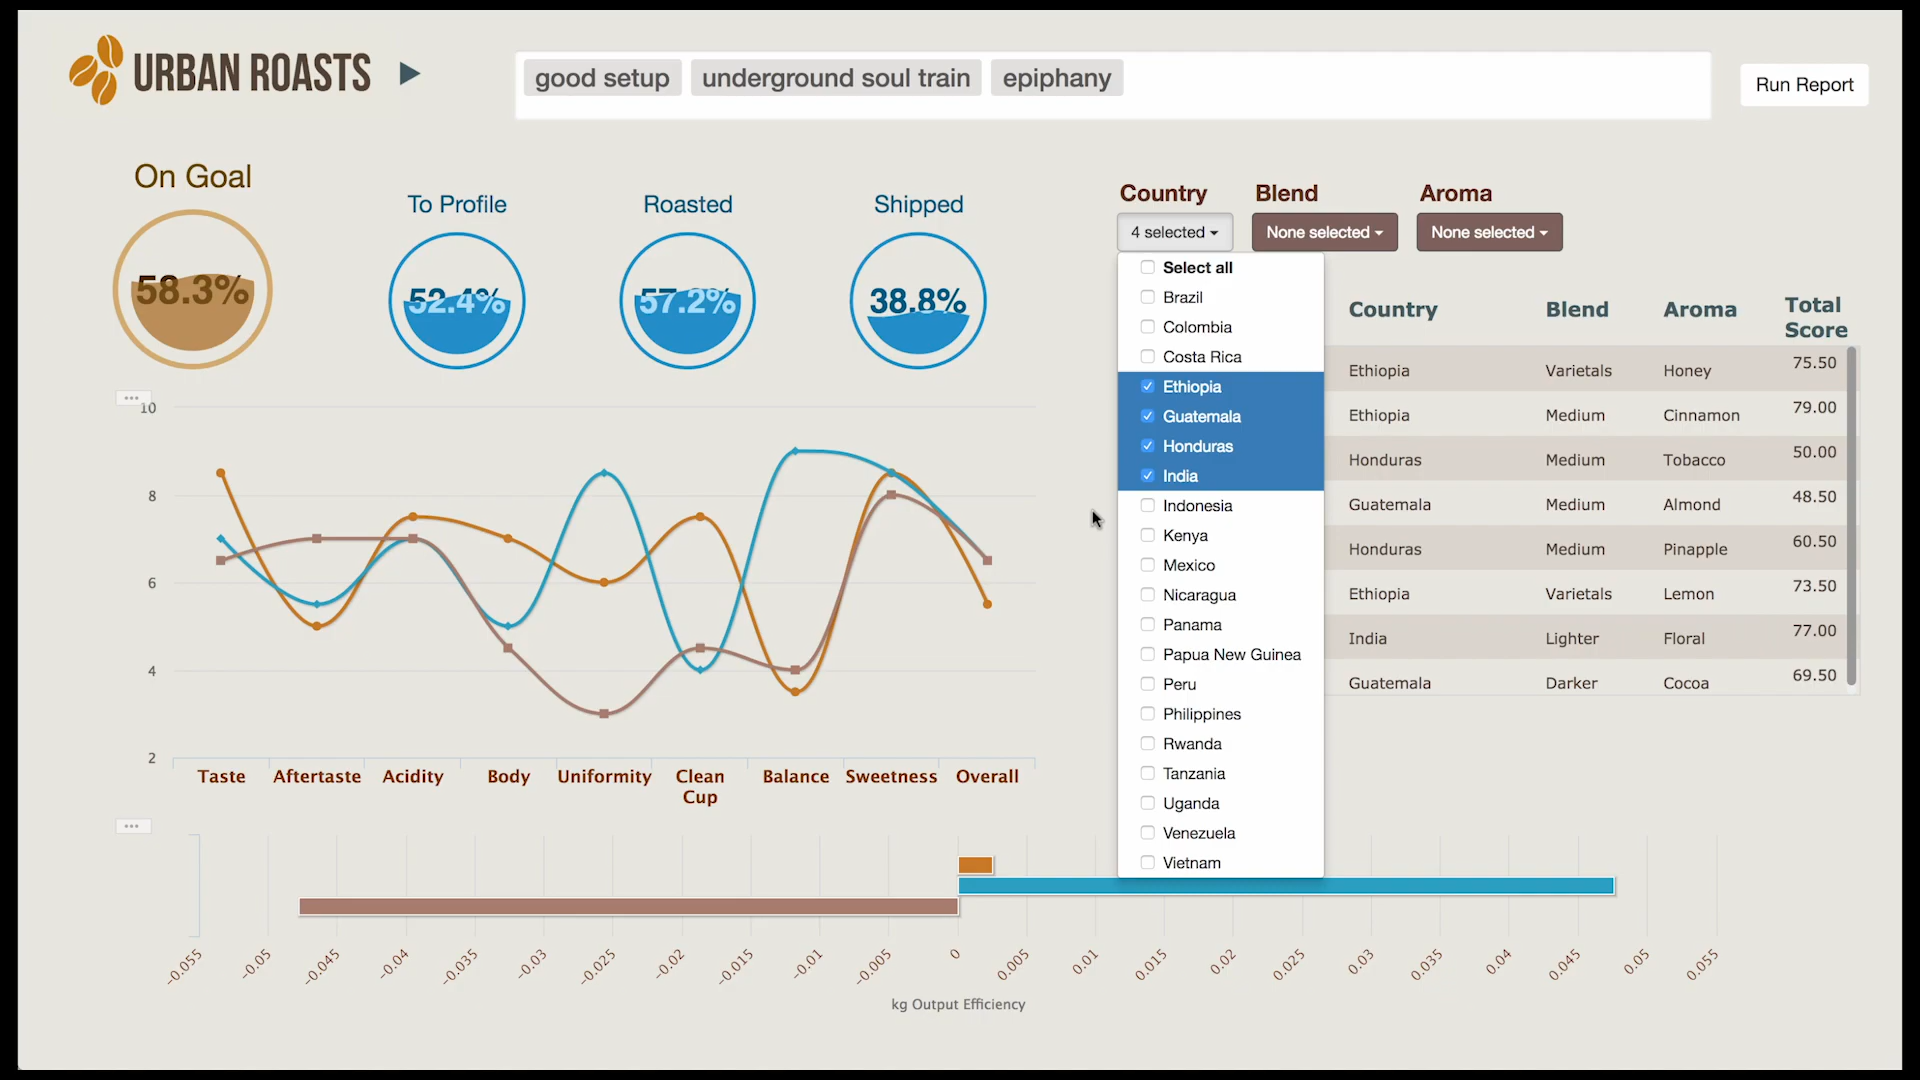 URBAN ROASTS
good setup underground soul train epiphany
Run Report
On Goal
58.3%
To Profile
52.4%
Roasted
57.2%
Shipped
38.8%
Country Blend Aroma
4 selected None selected None selected
Select all
Brazil
Colombia
Costa Rica
Ethiopia
Guatemala
Honduras
India
Indonesia
Kenya
Mexico
Nicaragua
Panama
Papua New Guinea
Peru
Philippines
Rwanda
Tanzania
Uganda
Venezuela
Vietnam
Country Blend Aroma Total Score
Ethiopia Varietals Honey 75.50
Ethiopia Medium Cinnamon 79.00
Honduras Medium Tobacco 50.00
Guatemala Medium Almond 48.50
Honduras Medium Pinapple 60.50
Ethiopia Varietals Lemon 73.50
India Lighter Floral 77.00
Guatemala Darker Cocoa 69.50
10
8
6
4
2
Taste Aftertaste Acidity Body Uniformity Clean Cup Balance Sweetness Overall
−0.055 −0.05 −0.045 −0.04 −0.035 −0.03 −0.025 −0.02 −0.015 −0.01 −0.005 0 0.005 0.01 0.015 0.02 0.025 0.03 0.035 0.04 0.045 0.05 0.055
kg Output Efficiency